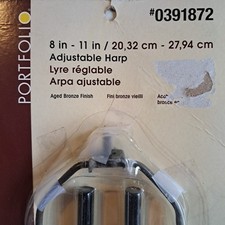 #0391872
PORTFOLIO
8 in - 11 in / 20,32 cm - 27,94 cm
Adjustable Harp
Lyre réglable
Arpa ajustable
Aged Bronze Finish
Fini bronze vieilli